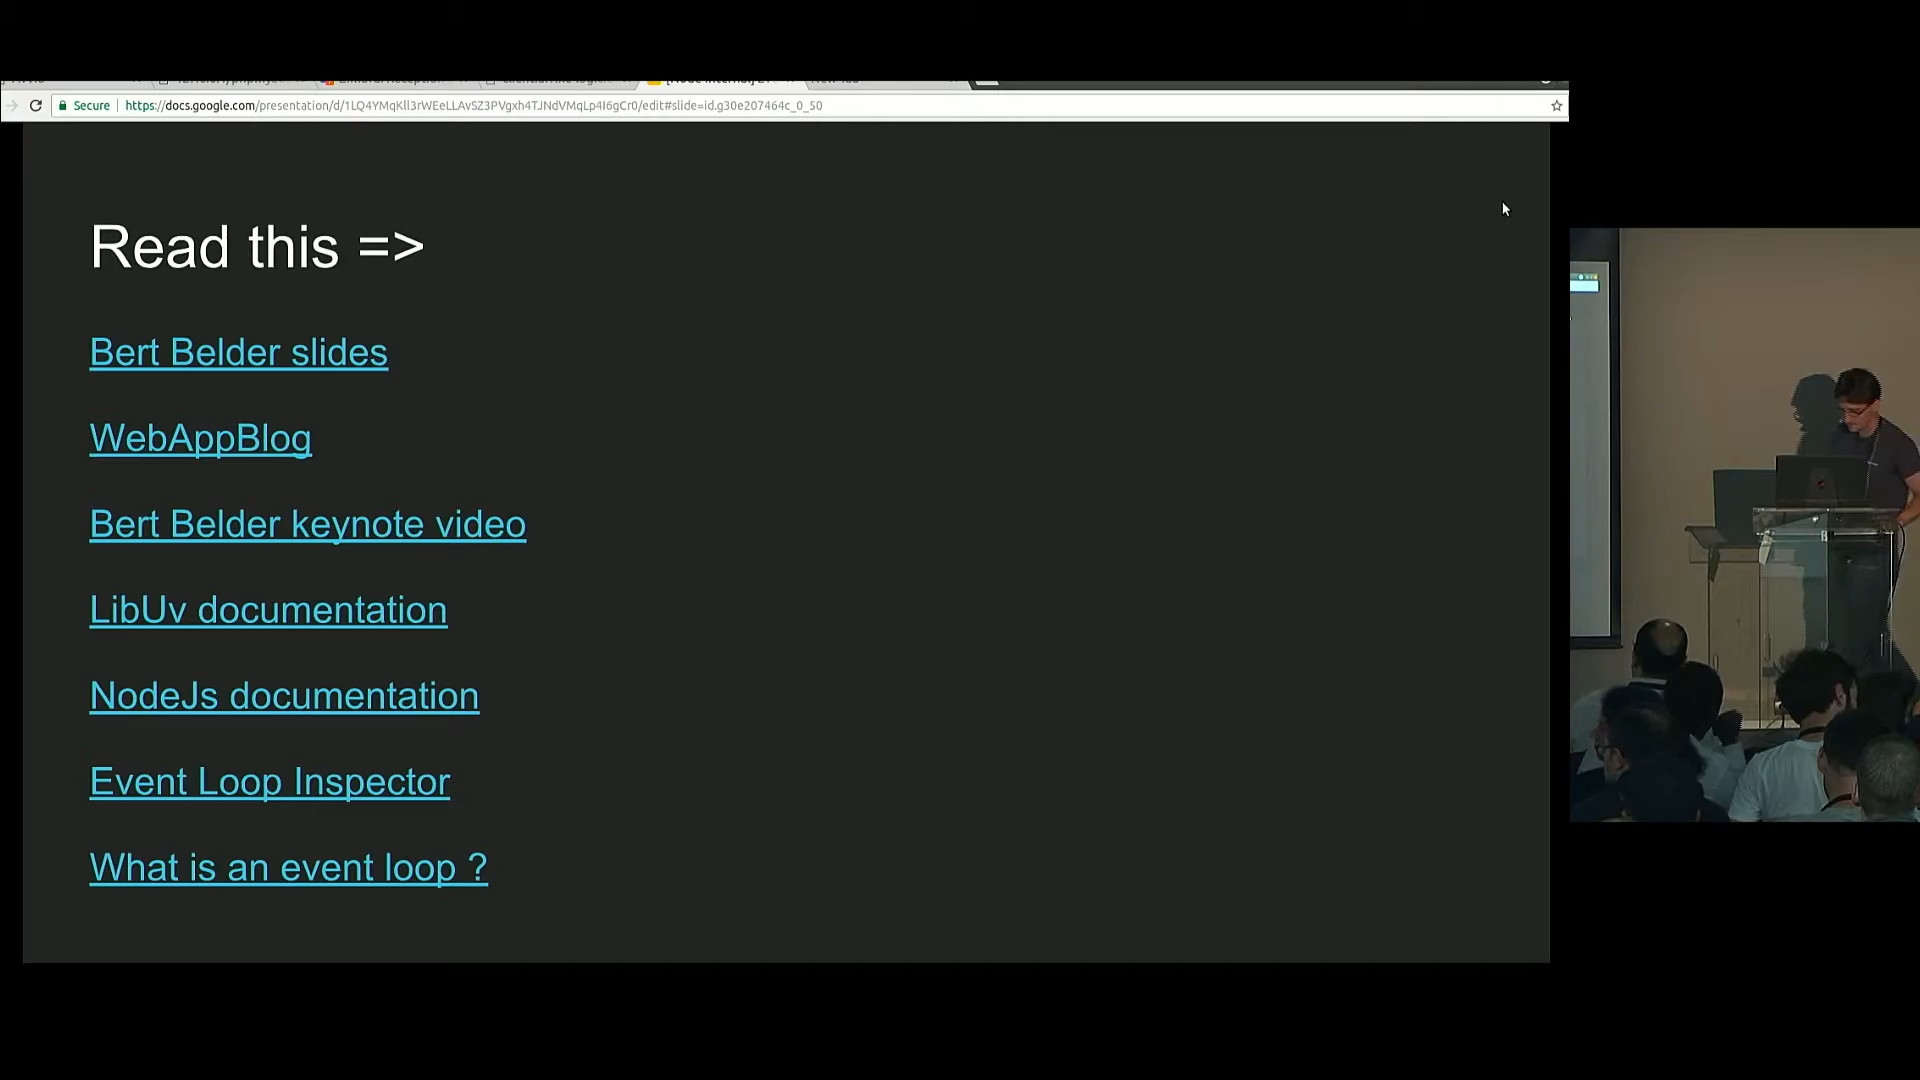 Secure
https://docs.google.com/presentation/d/1LQ4YMqKll3rWEeLLAvSZ3PVgxh4TJNdVMqLp4I6gCr0/edit#slide=id.g30e207464c_0_50
Read this =>
Bert Belder slides
WebAppBlog
Bert Belder keynote video
LibUv documentation
NodeJs documentation
Event Loop Inspector
What is an event loop ?